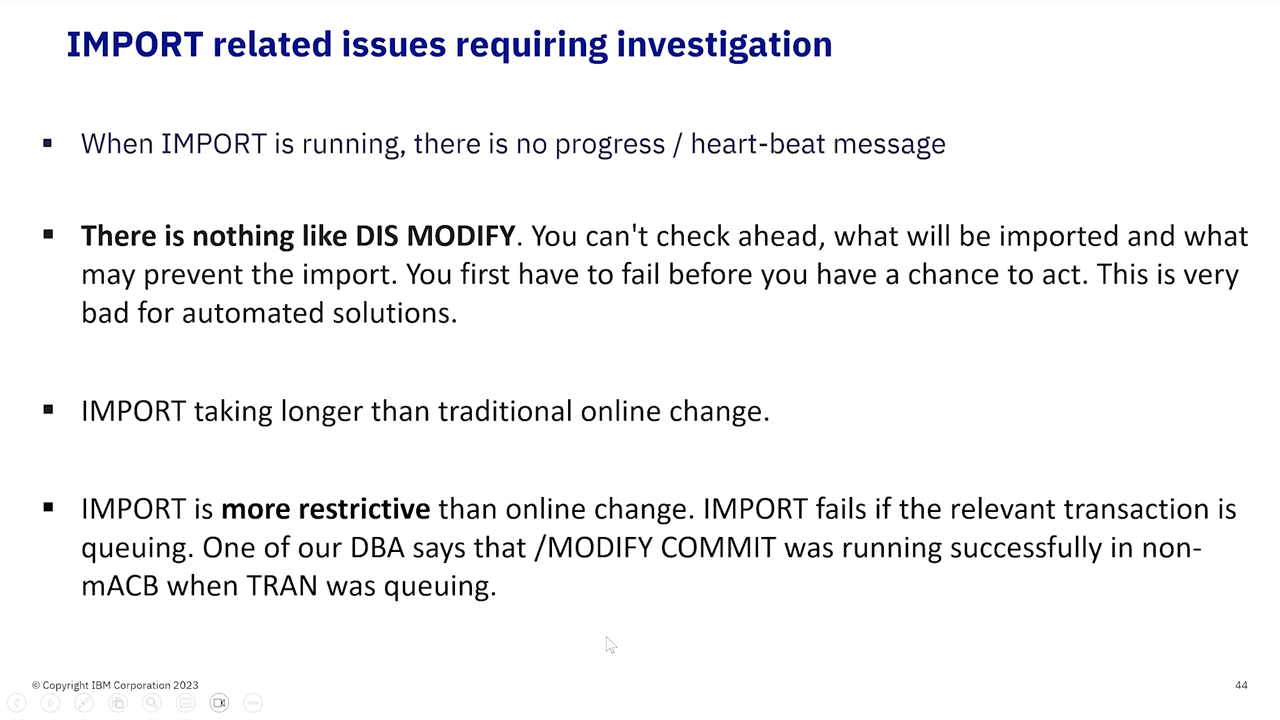 IMPORT related issues requiring investigation
▪ When IMPORT is running, there is no progress / heart-beat message
▪ There is nothing like DIS MODIFY. You can't check ahead, what will be imported and what
may prevent the import. You first have to fail before you have a chance to act. This is very
bad for automated solutions.
▪ IMPORT taking longer than traditional online change.
▪ IMPORT is more restrictive than online change. IMPORT fails if the relevant transaction is
queuing. One of our DBA says that /MODIFY COMMIT was running successfully in non-
mACB when TRAN was queuing.
© Copyright IBM Corporation 2023
44